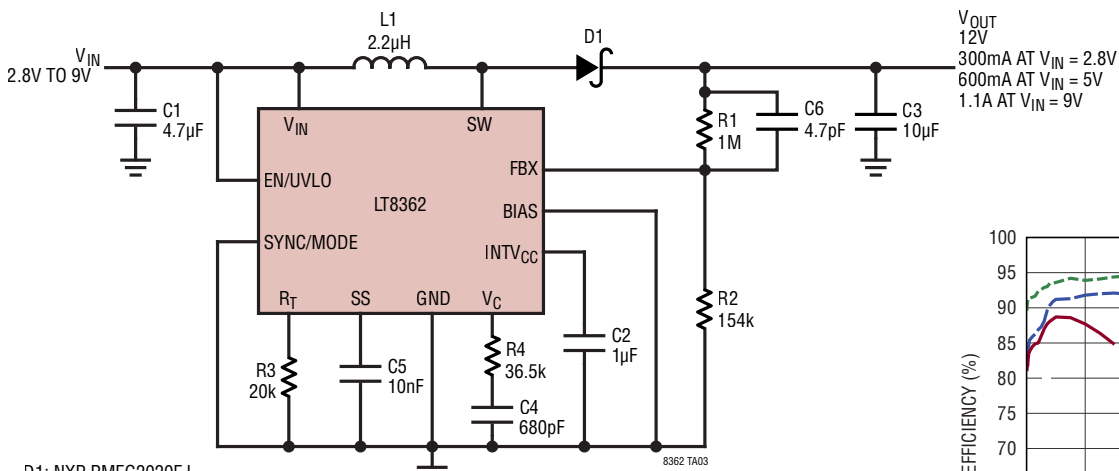 L1
2.2µH
D1
VIN
2.8V TO 9V
VOUT
12V
300mA AT VIN = 2.8V
600mA AT VIN = 5V
1.1A AT VIN = 9V
C1
4.7µF
VIN
SW
R1
1M
C6
4.7pF
C3
10µF
EN/UVLO
FBX
LT8362
BIAS
SYNC/MODE
INTVCC
RT
SS
GND
VC
R2
154k
C2
1µF
R3
20k
C5
10nF
R4
36.5k
C4
680pF
8362 TA03
100
95
90
85
80
75
70
EFFICIENCY (%)